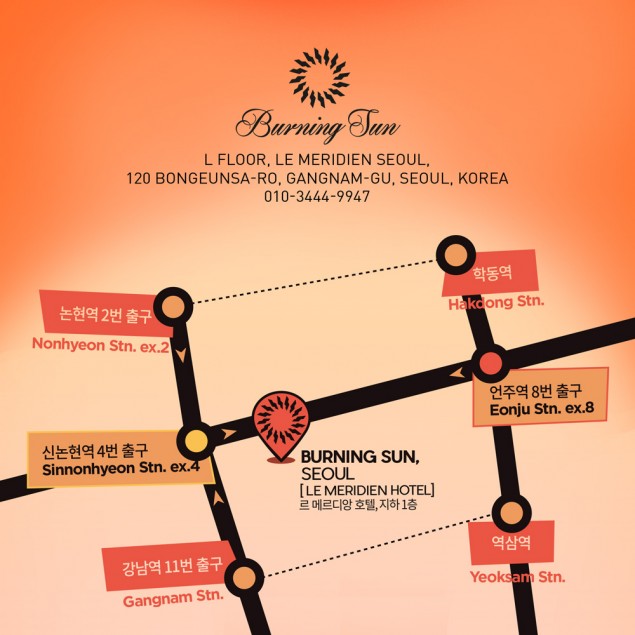 Burning Sun
L FLOOR, LE MERIDIEN SEOUL,
120 BONGEUNSA-RO, GANGNAM-GU, SEOUL, KOREA
010-3444-9947
학동역
Hakdong Stn.
논현역 2번 출구
Nonhyeon Stn. ex.2
언주역 8번 출구
Eonju Stn. ex.8
신논현역 4번 출구
Sinnonhyeon Stn. ex.4
BURNING SUN,
SEOUL
[LE MERIDIEN HOTEL]
르 메르디앙 호텔, 지하 1층
역삼역
Yeoksam Stn.
강남역 11번 출구
Gangnam Stn.